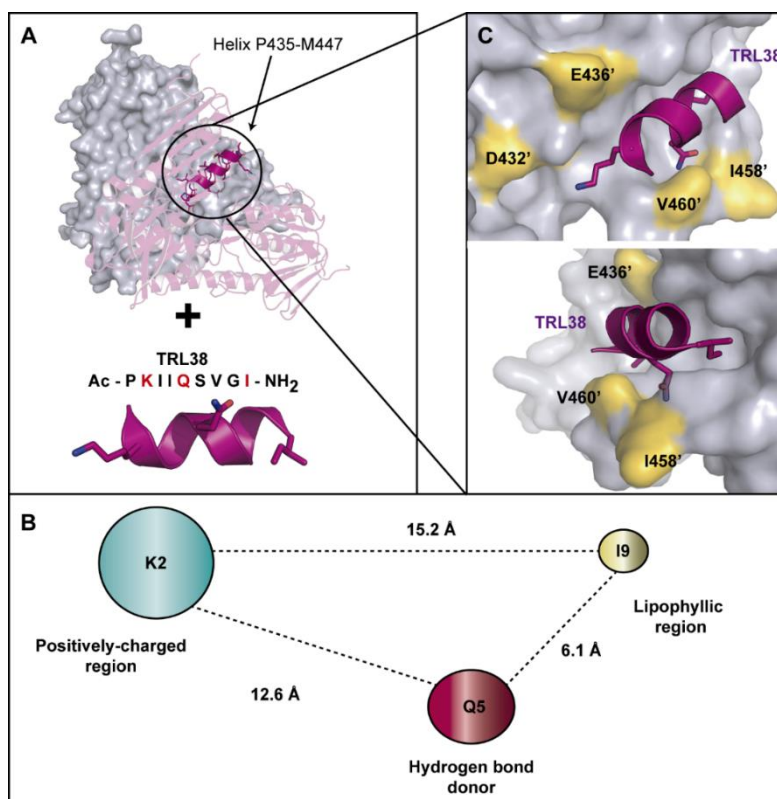 A
Helix P435-M447
+
TRL38
Ac - P K I I Q S V G I - NH2
C
TRL38
E436'
D432'
I458'
V460'
E436'
TRL38
V460'
I458'
B
15.2 Å
K2
I9
Positively-charged
region
Lipophyllic
region
6.1 Å
12.6 Å
Q5
Hydrogen bond
donor